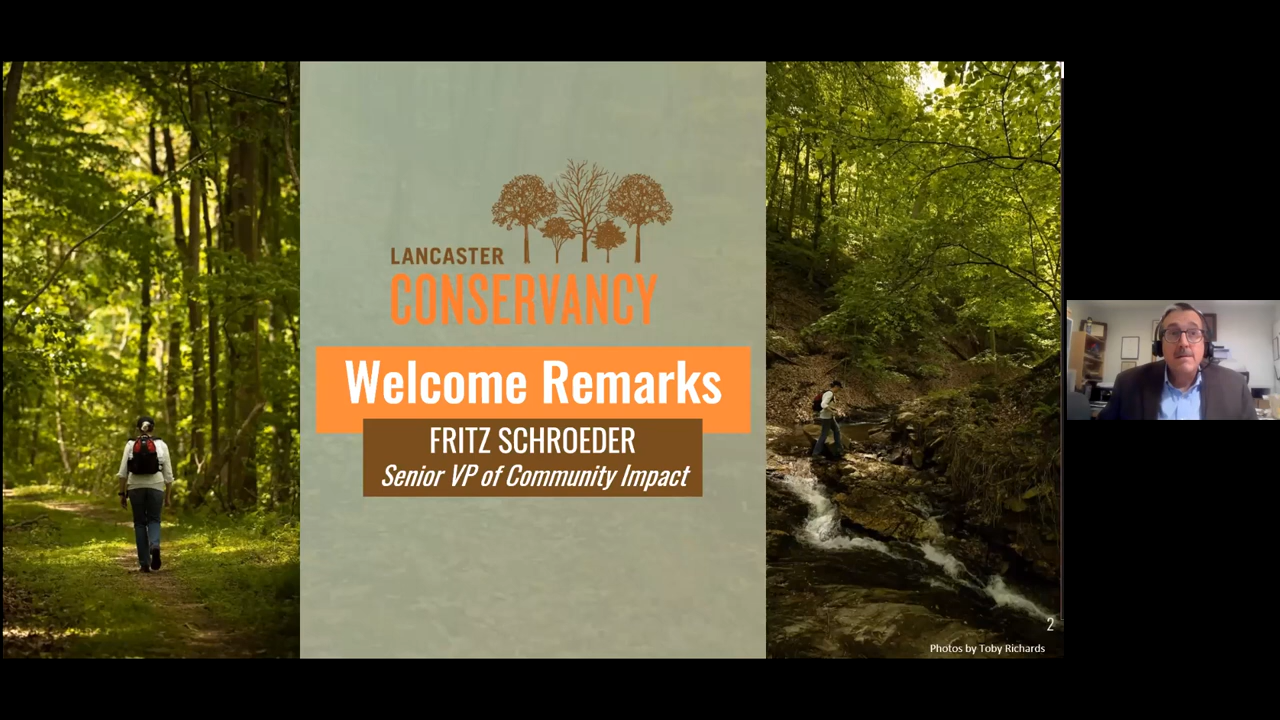 LANCASTER
CONSERVANCY
Welcome Remarks
FRITZ SCHROEDER
Senior VP of Community Impact
2
Photos by Toby Richards